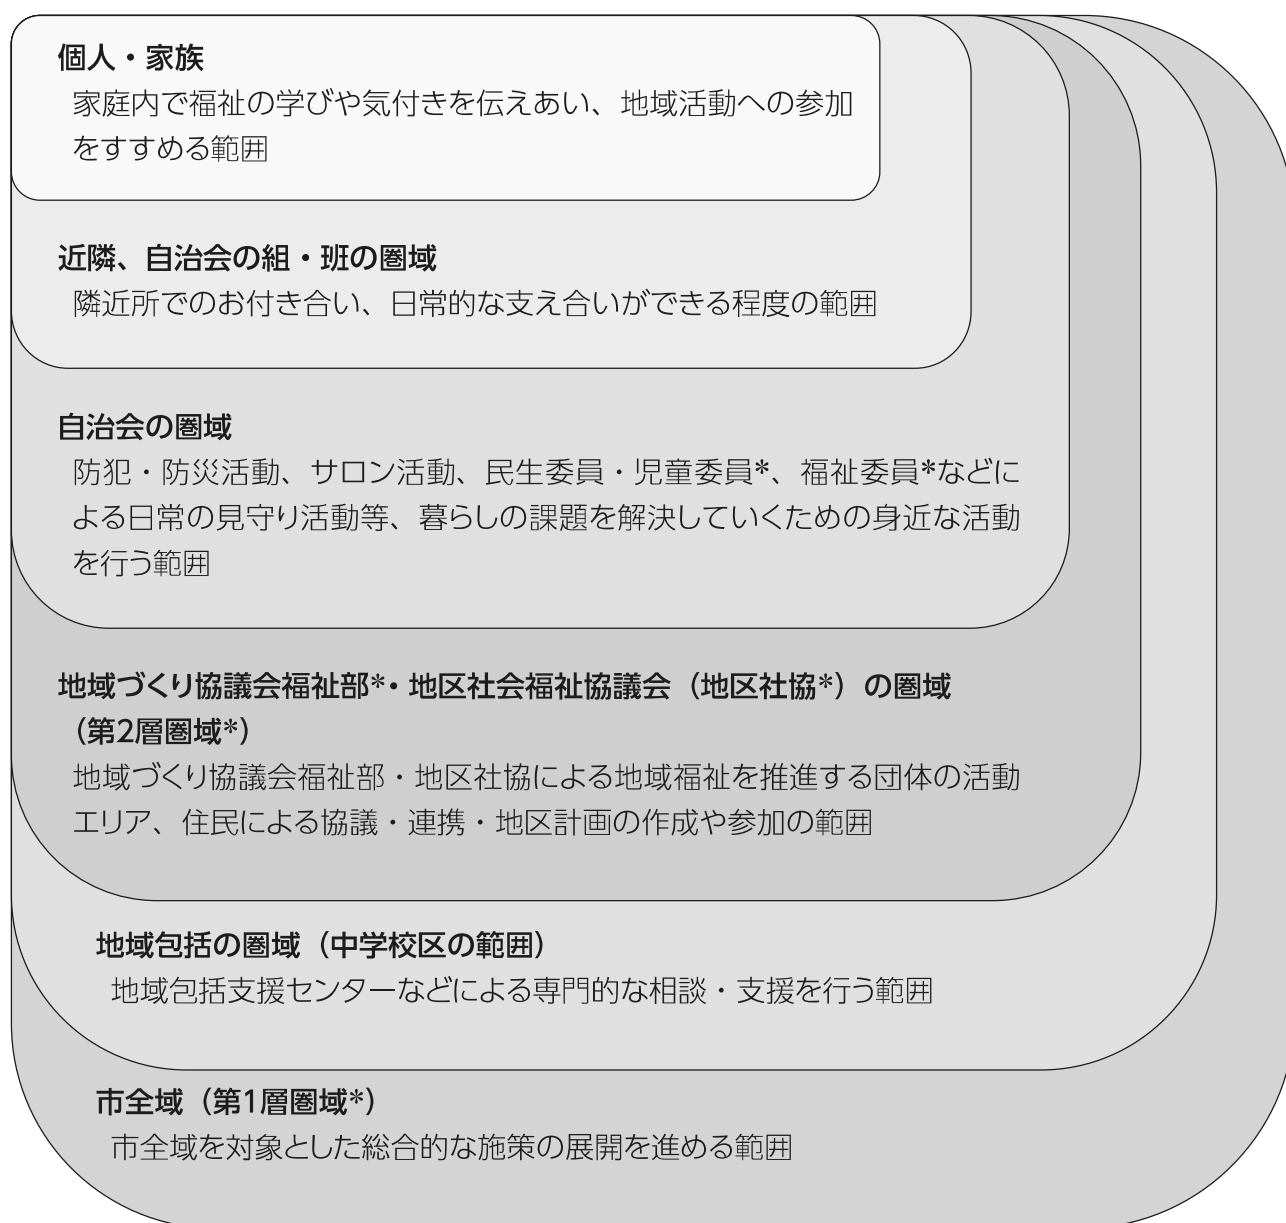 個人・家族
家庭内で福祉の学びや気付きを伝えあい、地域活動への参加
をすすめる範囲
近隣、自治会の組・班の圏域
隣近所でのお付き合い、日常的な支え合いができる程度の範囲
自治会の圏域
防犯・防災活動、サロン活動、民生委員・児童委員*、福祉委員*などに
よる日常の見守り活動等、暮らしの課題を解決していくための身近な活動
を行う範囲
地域づくり協議会福祉部*・地区社会福祉協議会（地区社協*）の圏域
（第2層圏域*）
地域づくり協議会福祉部・地区社協による地域福祉を推進する団体の活動
エリア、住民による協議・連携・地区計画の作成や参加の範囲
地域包括の圏域（中学校区の範囲）
地域包括支援センターなどによる専門的な相談・支援を行う範囲
市全域（第1層圏域*）
市全域を対象とした総合的な施策の展開を進める範囲